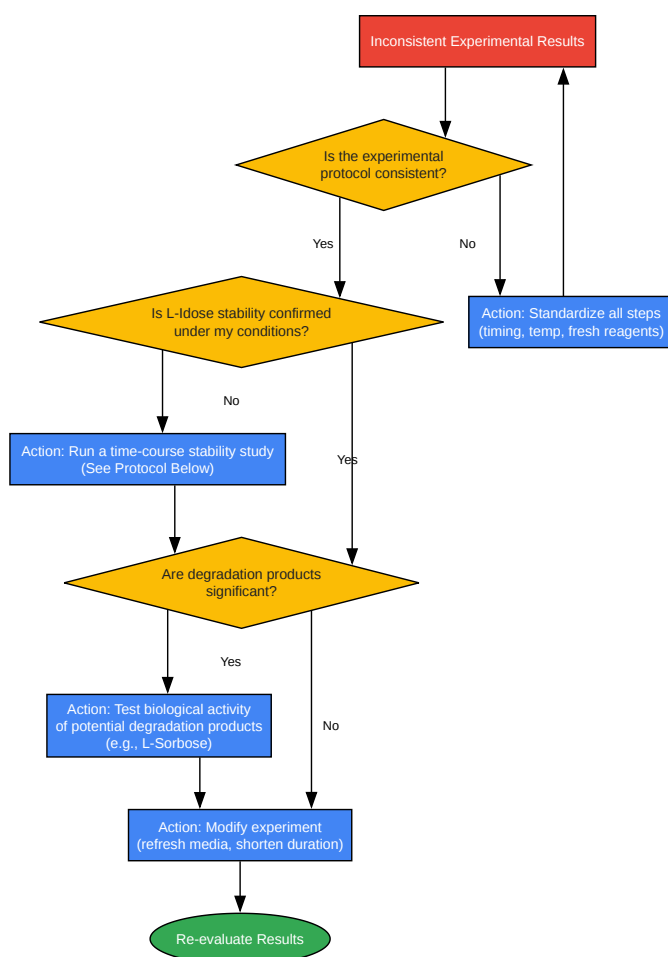 Inconsistent Experimental Results
Is the experimental
protocol consistent?
Yes
No
Is L-Idose stability confirmed
under my conditions?
Action: Standardize all steps
(timing, temp, fresh reagents)
No
Action: Run a time-course stability study
(See Protocol Below)
Yes
Are degradation products
significant?
Yes
Action: Test biological activity
of potential degradation products
(e.g., L-Sorbose)
No
Action: Modify experiment
(refresh media, shorten duration)
Re-evaluate Results